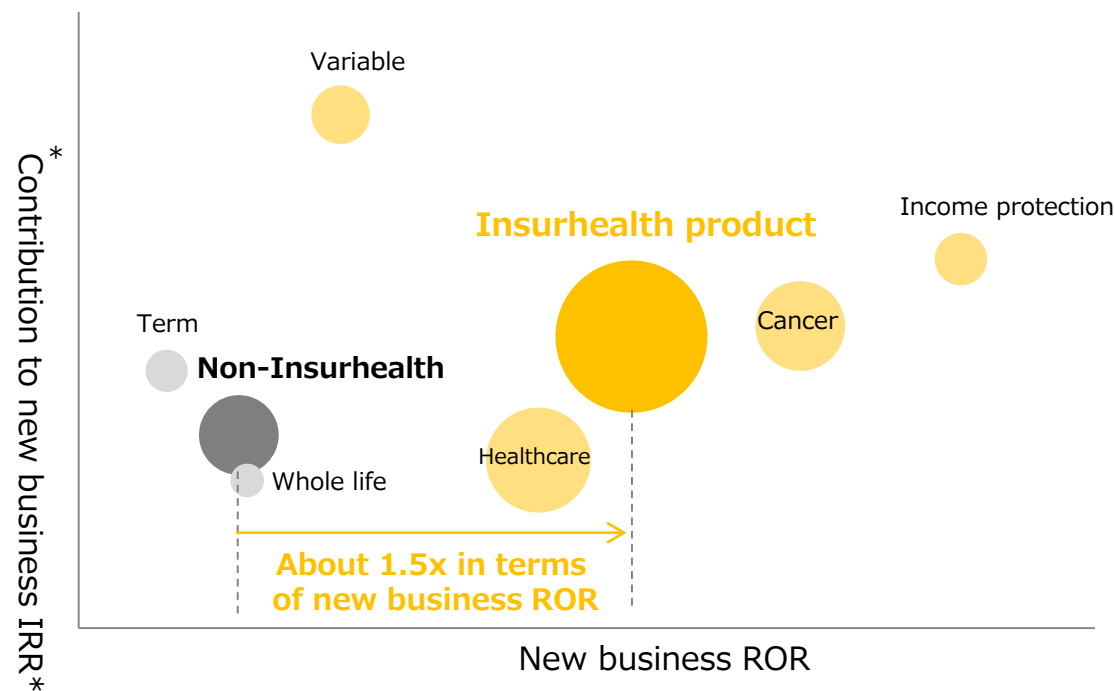 Variable
Income protection
Insurhealth product
Cancer
Term
Non-Insurhealth
Healthcare
Whole life
About 1.5x in terms
of new business ROR
New business ROR
*Contribution to new business IRR*